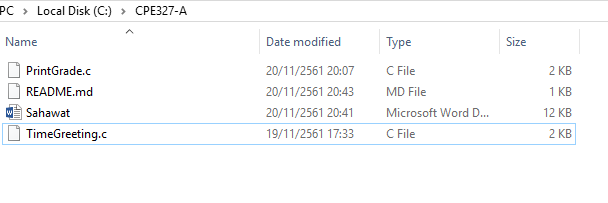 PC > Local Disk (C:) > CPE327-A
Name Date modified Type Size
PrintGrade.c 20/11/2561 20:07 C File 2 KB
README.md 20/11/2561 20:43 MD File 1 KB
Sahawat 20/11/2561 20:41 Microsoft Word D... 12 KB
TimeGreeting.c 19/11/2561 17:33 C File 2 KB